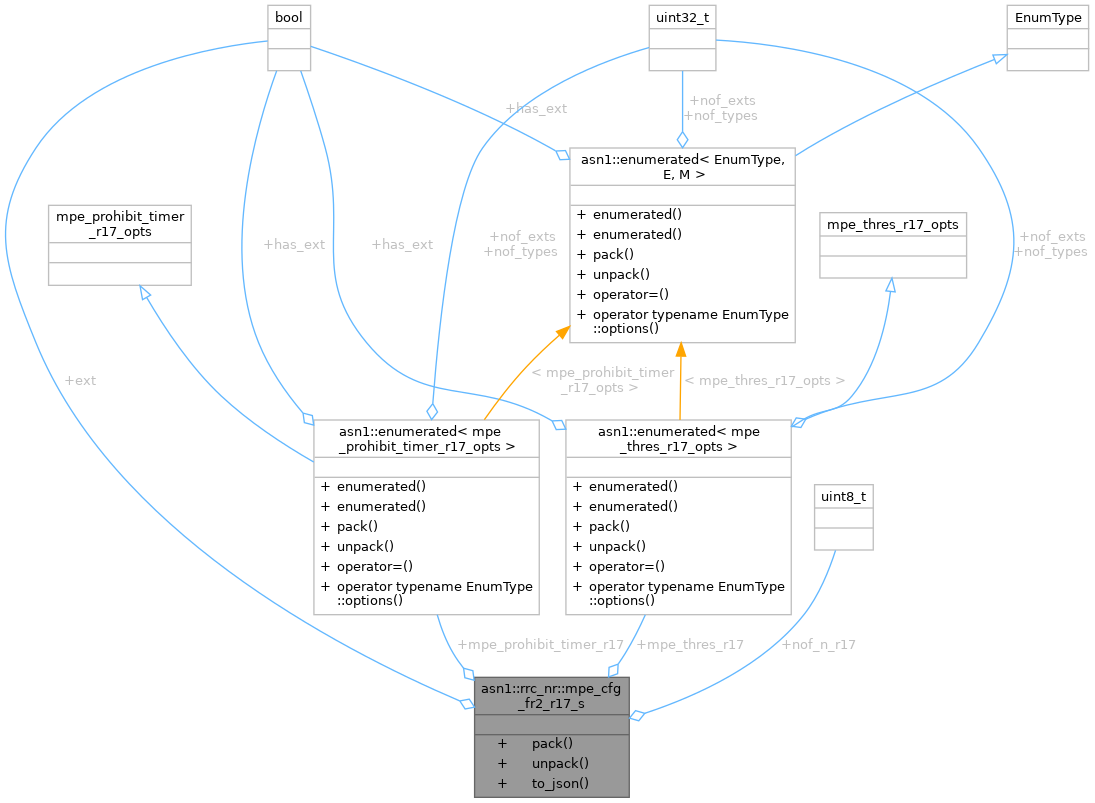 bool
uint32_t
EnumType
+has_ext
+nof_exts
+nof_types
asn1::enumerated< EnumType,
E, M >
+ enumerated()
+ enumerated()
+ pack()
+ unpack()
+ operator=()
+ operator typename EnumType
::options()
mpe_prohibit_timer
_r17_opts
mpe_thres_r17_opts
+has_ext
+has_ext
+nof_exts
+nof_types
+nof_exts
+nof_types
+ext
< mpe_prohibit_timer
_r17_opts >
< mpe_thres_r17_opts >
asn1::enumerated< mpe
_prohibit_timer_r17_opts >
+ enumerated()
+ enumerated()
+ pack()
+ unpack()
+ operator=()
+ operator typename EnumType
::options()
asn1::enumerated< mpe
_thres_r17_opts >
+ enumerated()
+ enumerated()
+ pack()
+ unpack()
+ operator=()
+ operator typename EnumType
::options()
uint8_t
+mpe_prohibit_timer_r17
+mpe_thres_r17
+nof_n_r17
asn1::rrc_nr::mpe_cfg
_fr2_r17_s
+ pack()
+ unpack()
+ to_json()